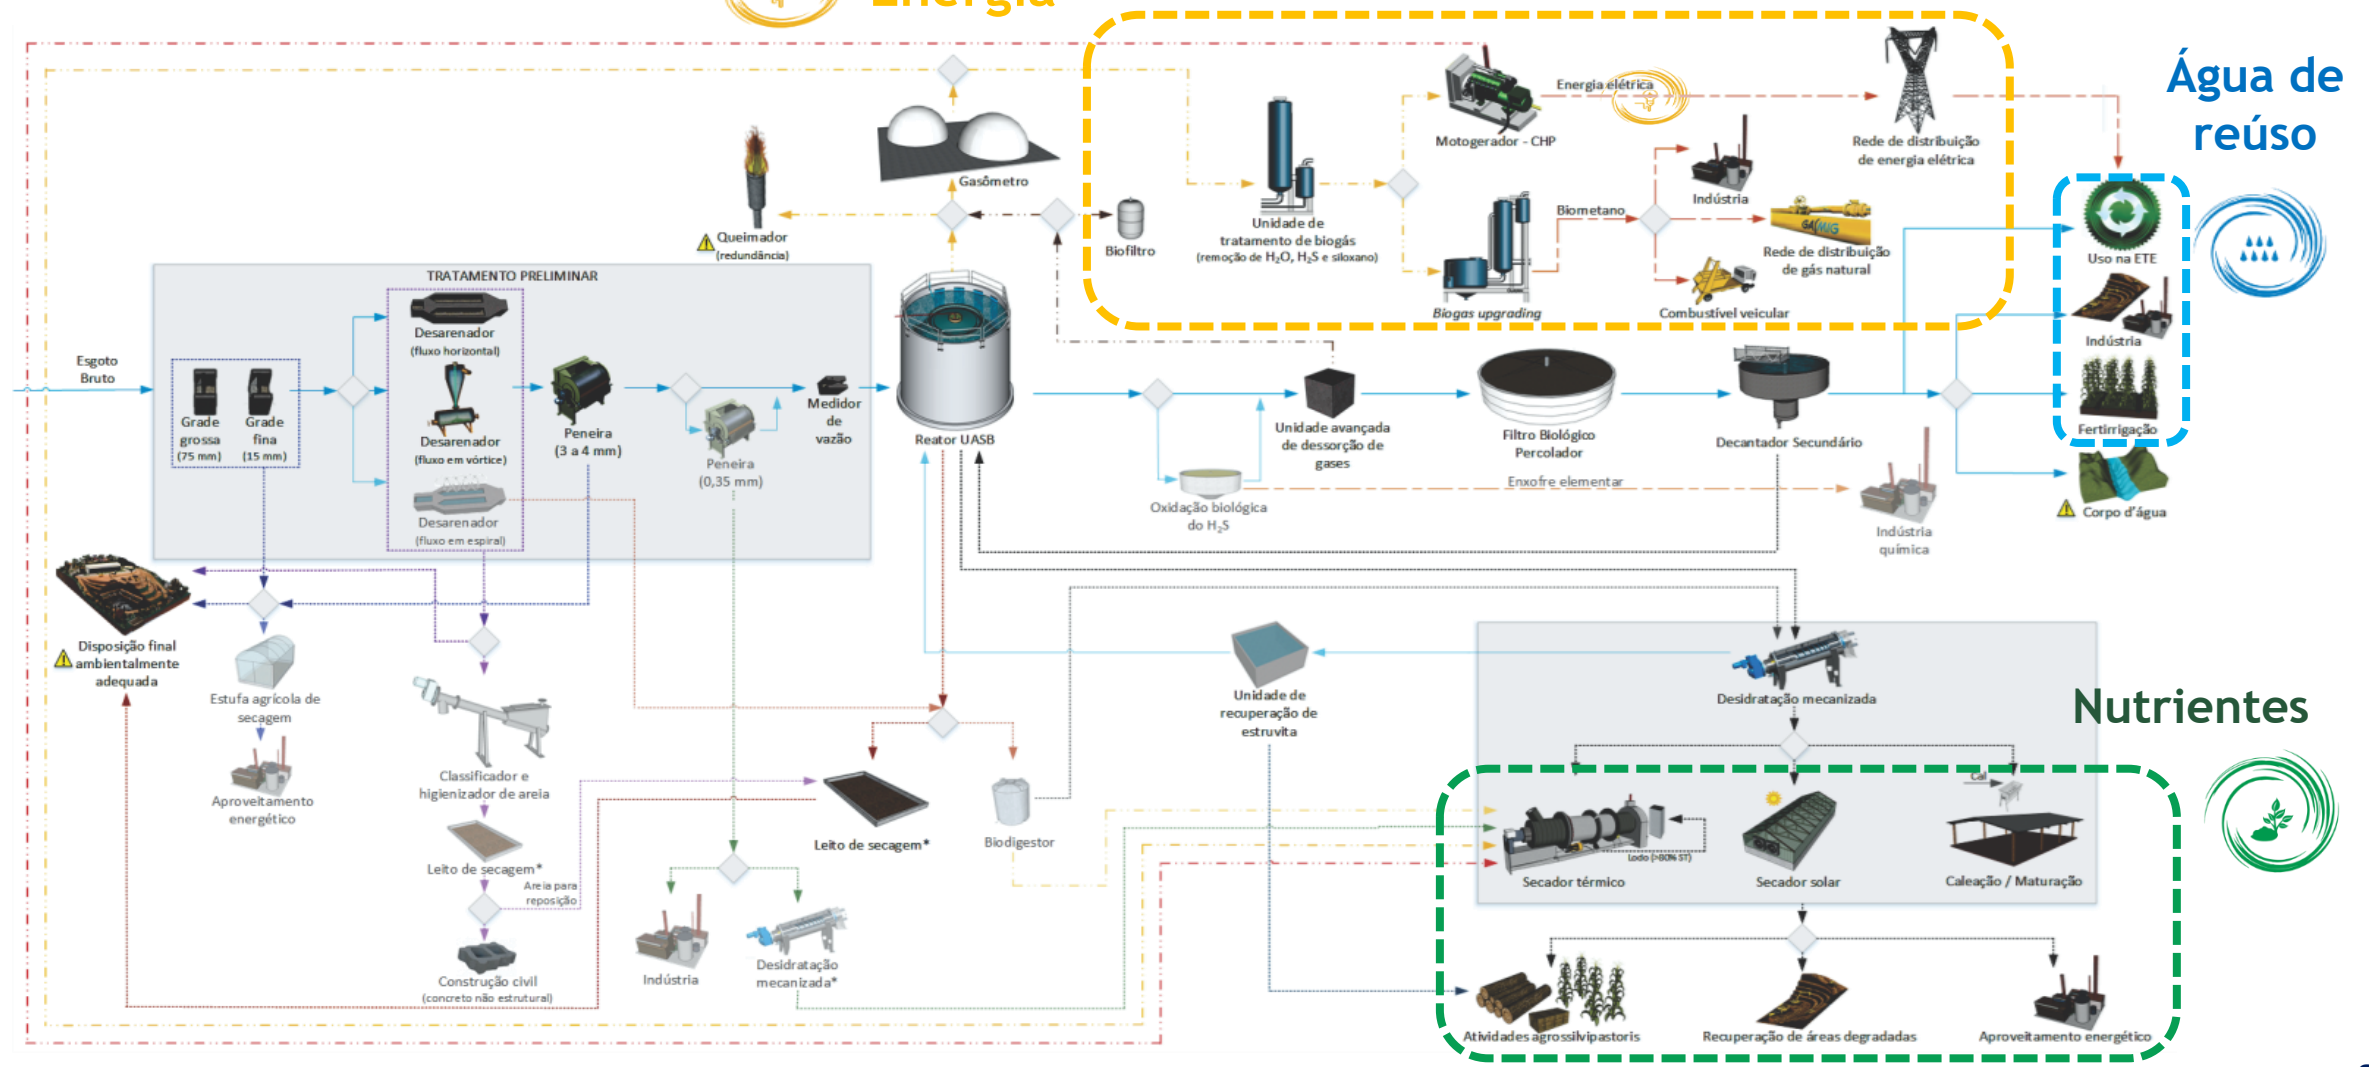 Energia
Água de
reúso
Energia elétrica
Motogerador - CHP
Rede de distribuição
de energia elétrica
Gasômetro
Queimador
(redundância)
Biofiltro
Unidade de
tratamento de biogás
(remoção de H₂O, H₂S e siloxano)
Biometano
Indústria
GASMIG
Rede de distribuição
de gás natural
Biogas upgrading
Combustível veicular
Uso na ETE
Indústria
Fertirrigação
Corpo d'água
TRATAMENTO PRELIMINAR
Esgoto
Bruto
Grade
grossa
(75 mm)
Grade
fina
(15 mm)
Desarenador
(fluxo horizontal)
Desarenador
(fluxo em vórtice)
Desarenador
(fluxo em espiral)
Peneira
(3 a 4 mm)
Peneira
(0,35 mm)
Medidor
de
vazão
Reator UASB
Oxidação biológica
do H₂S
Unidade avançada
de dessorção de
gases
Filtro Biológico
Percolador
Decantador Secundário
Enxofre elementar
Indústria
química
Disposição final
ambientalmente
adequada
Estufa agrícola de
secagem
Aproveitamento
energético
Classificador e
higienizador de areia
Leito de secagem*
Areia para
reposição
Construção civil
(concreto não estrutural)
Indústria
Desidratação
mecanizada*
Leito de secagem*
Biodigestor
Unidade de
recuperação de
estruvita
Desidratação mecanizada
Nutrientes
Cal
Lodo (>80% ST)
Secador térmico
Secador solar
Caleação / Maturação
Atividades agrossilvipastoris
Recuperação de áreas degradadas
Aproveitamento energético